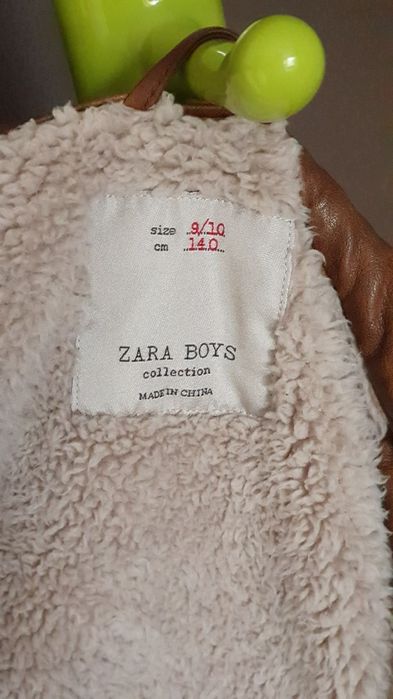 size 9/10
cm 140
ZARA BOYS
collection
MADE IN CHINA